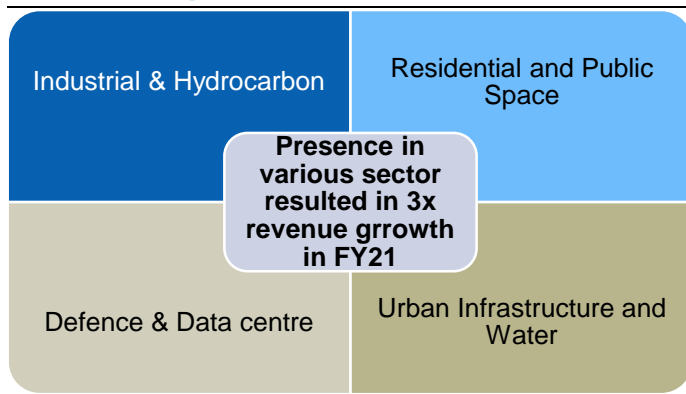 Industrial & Hydrocarbon
Residential and Public
Space
Presence in
various sector
resulted in 3x
revenue grrowth
in FY21
Defence & Data centre
Urban Infrastructure and
Water